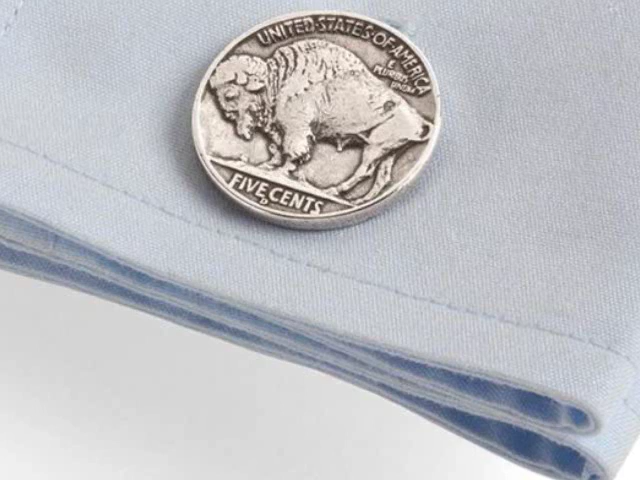 UNITED·STATES·OF·AMERICA
E
PLURIBUS
UNUM
FIVE CENTS
D